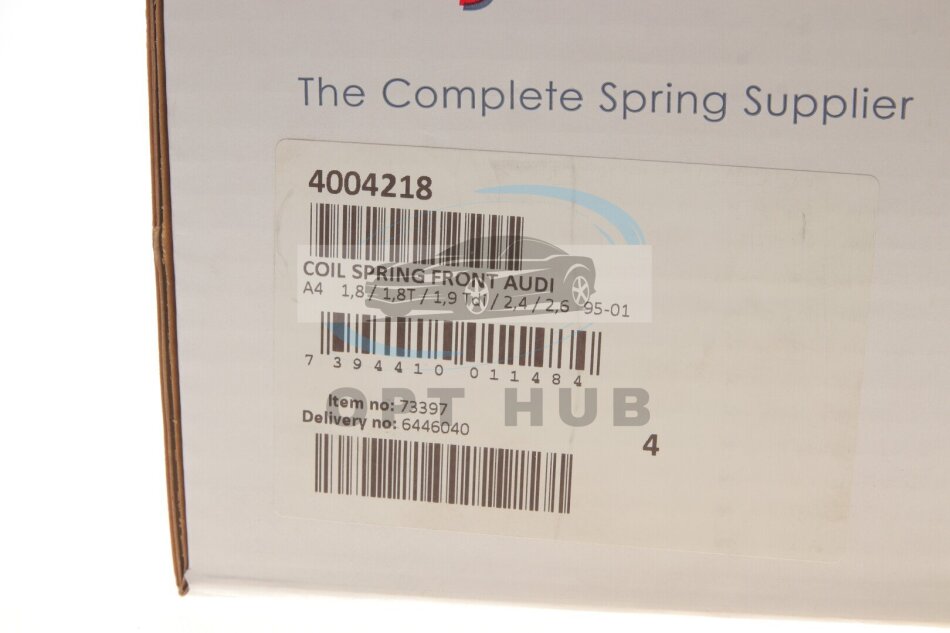 The Complete Spring Supplier
4004218
COIL SPRING FRONT AUDI
A4 1,8 / 1,8T / 1,9 Tdi / 2,4 / 2,6 95-01
7 394410 011484
OPT HUB
Item no: 73397
Delivery no: 6446040
4